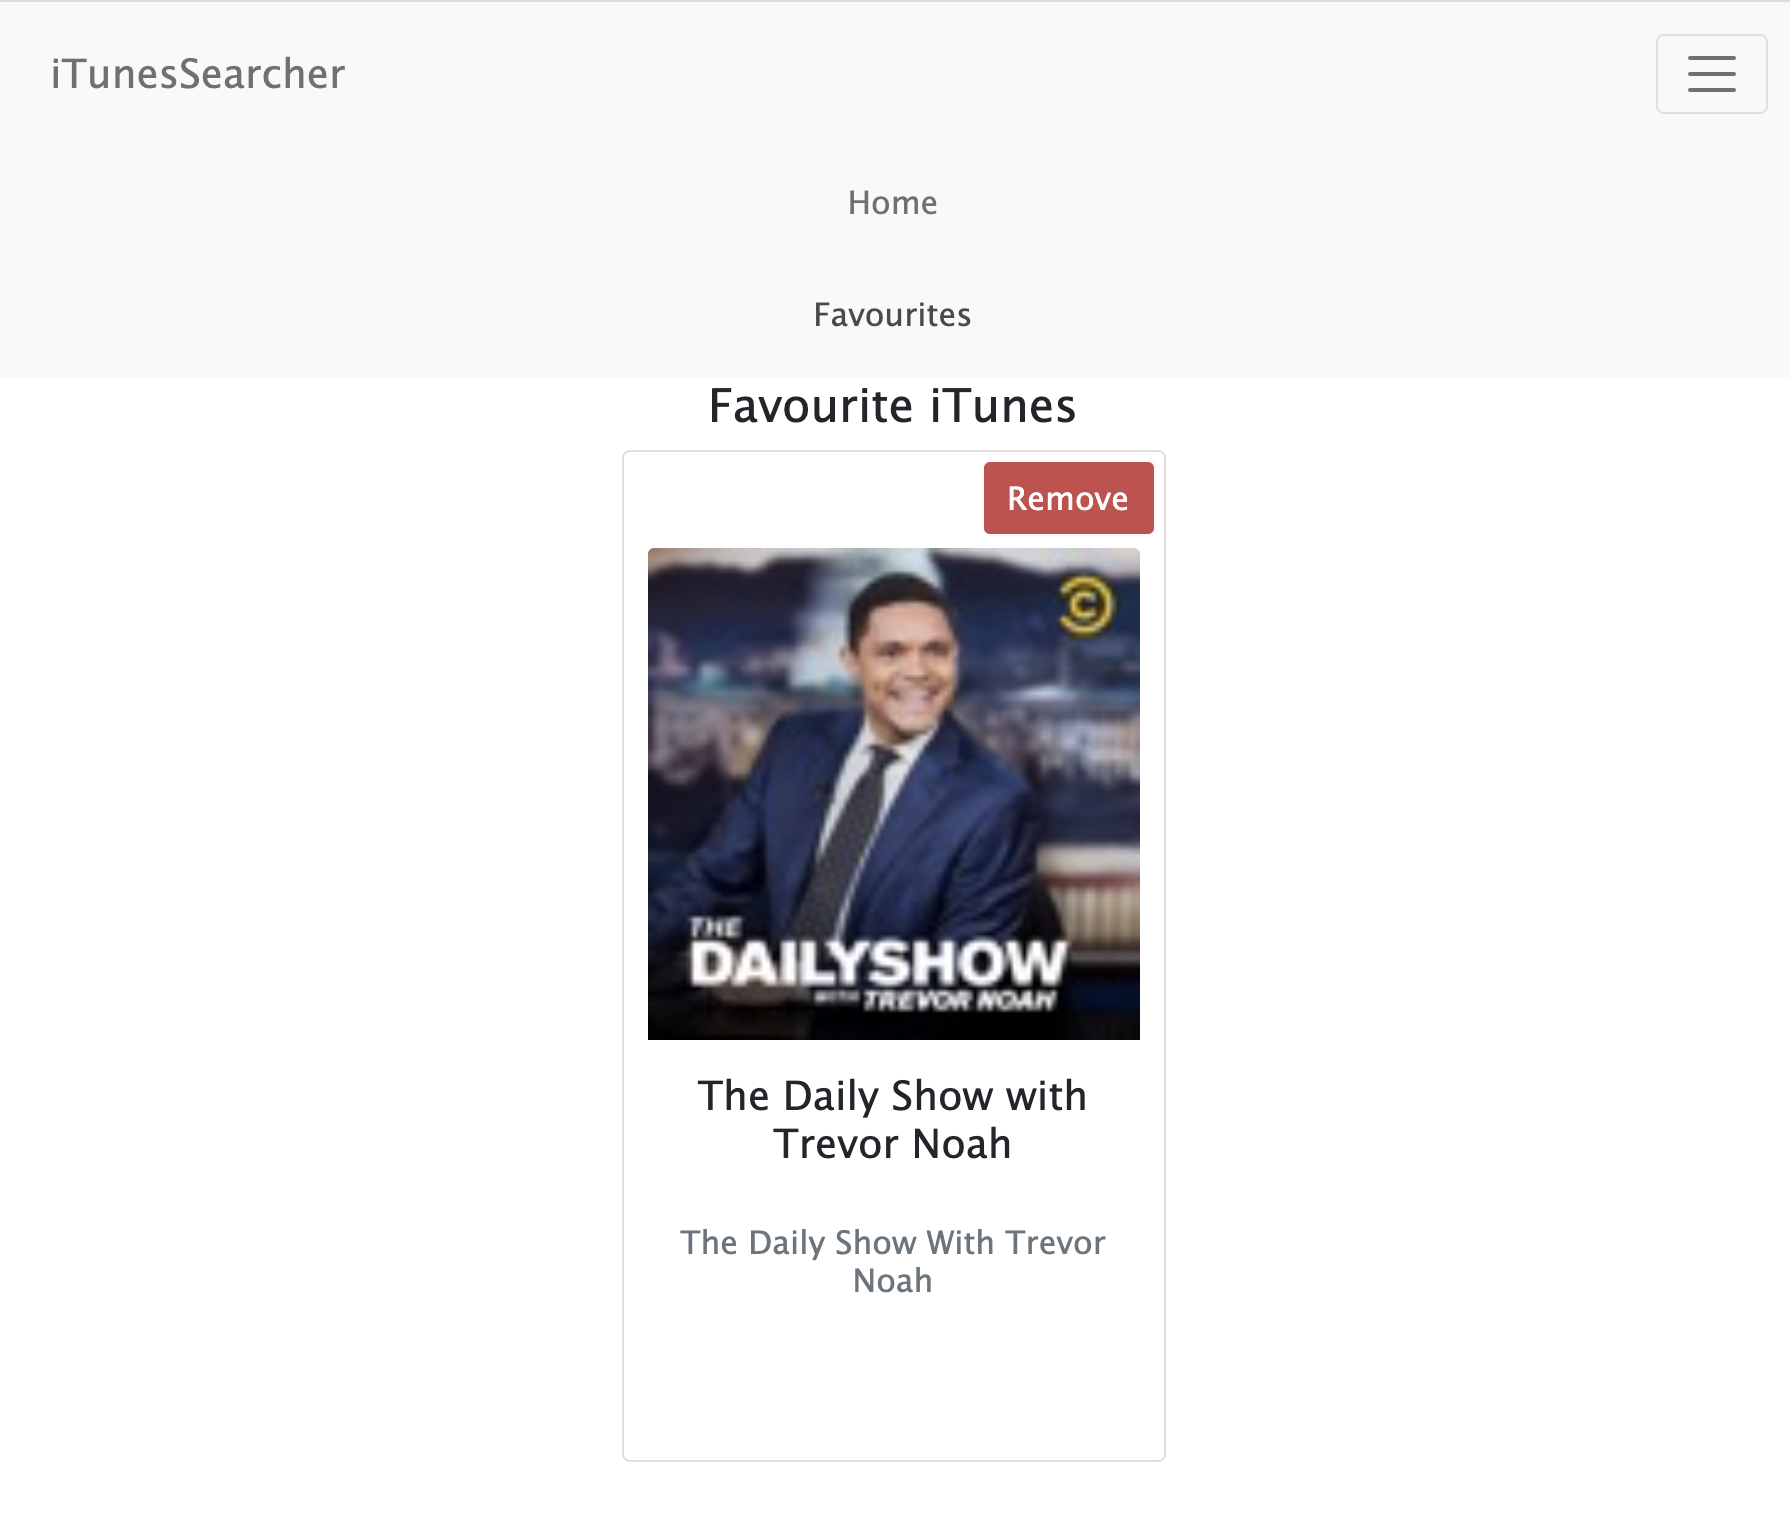 iTunesSearcher
Home
Favourites
Favourite iTunes
Remove
C
THE
DAILYSHOW
WITH TREVOR NOAH
The Daily Show with
Trevor Noah
The Daily Show With Trevor
Noah